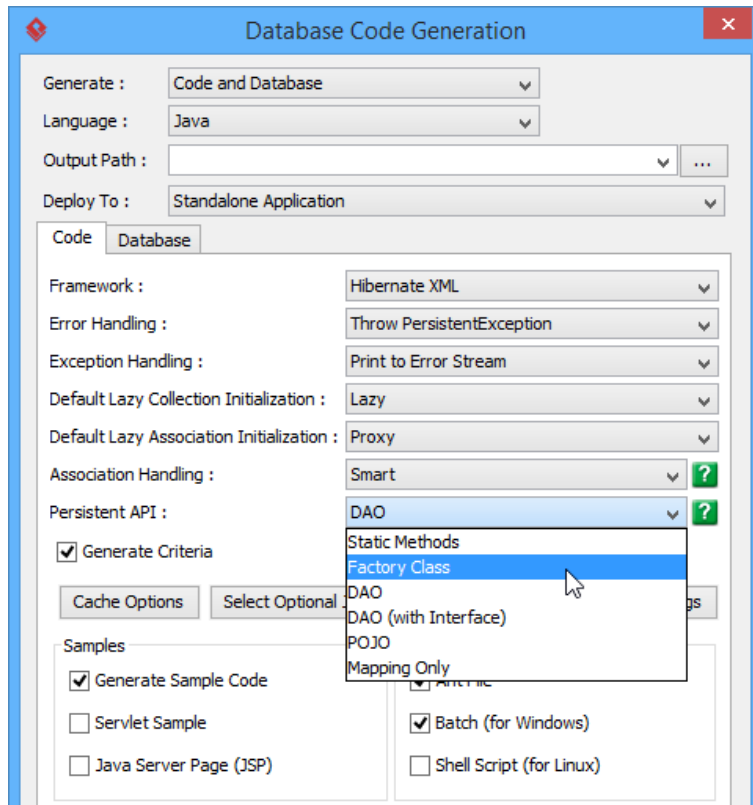 Database Code Generation
Generate : Code and Database
Language : Java
Output Path : ...
Deploy To : Standalone Application
Code Database
Framework : Hibernate XML
Error Handling : Throw PersistentException
Exception Handling : Print to Error Stream
Default Lazy Collection Initialization : Lazy
Default Lazy Association Initialization : Proxy
Association Handling : Smart ?
Persistent API : DAO ?
Static Methods
Generate Criteria
Factory Class
DAO
Cache Options Select Optional
DAO (with Interface)
POJO
Samples
Mapping Only
Generate Sample Code
Servlet Sample Batch (for Windows)
Java Server Page (JSP) Shell Script (for Linux)